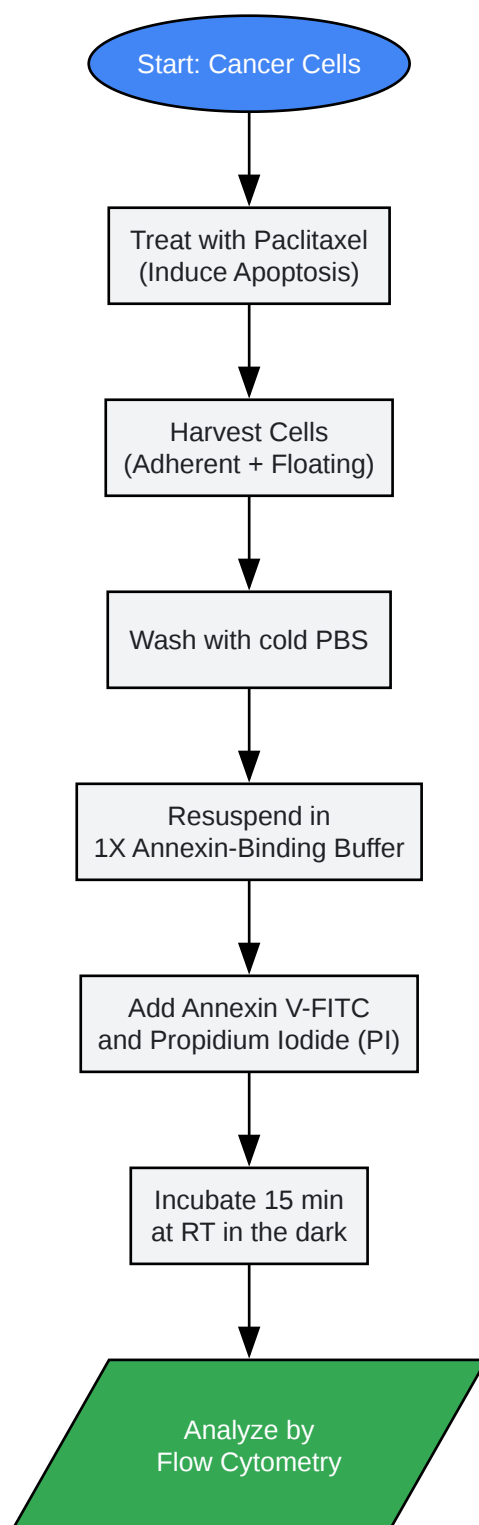 Start: Cancer Cells
Treat with Paclitaxel
(Induce Apoptosis)
Harvest Cells
(Adherent + Floating)
Wash with cold PBS
Resuspend in
1X Annexin-Binding Buffer
Add Annexin V-FITC
and Propidium Iodide (PI)
Incubate 15 min
at RT in the dark
Analyze by
Flow Cytometry